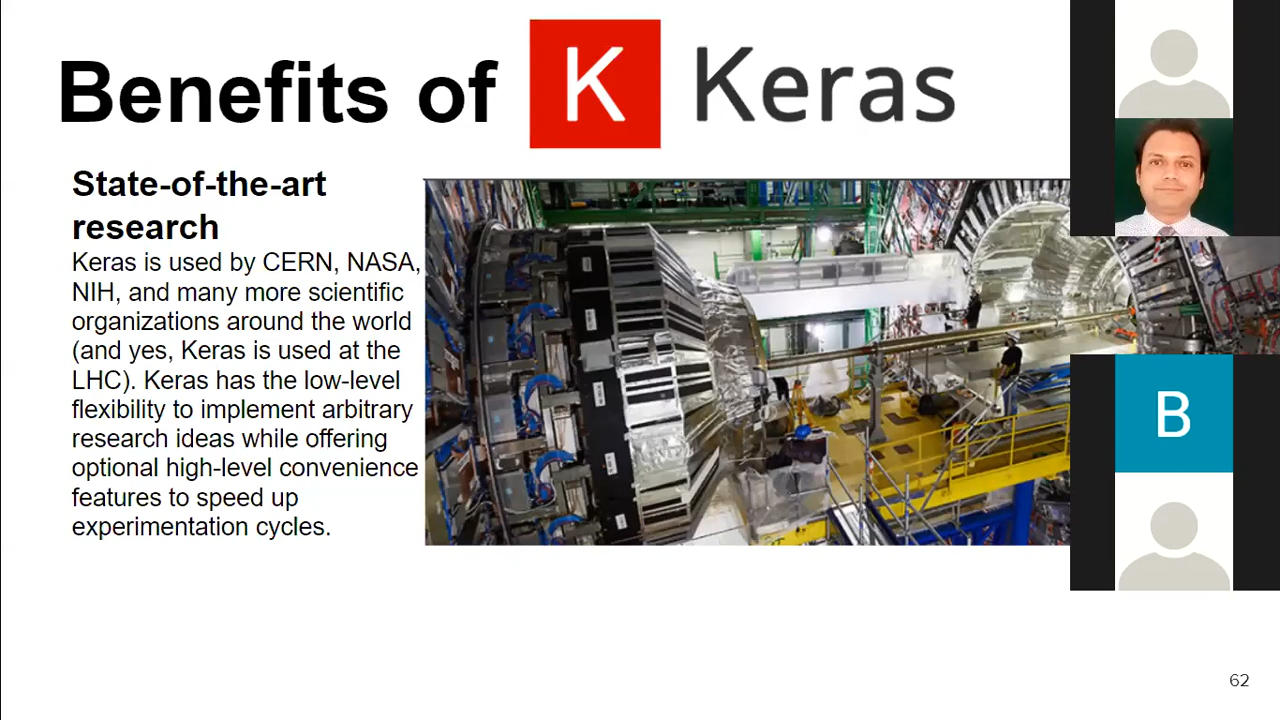 Benefits of K Keras
State-of-the-art
research
Keras is used by CERN, NASA,
NIH, and many more scientific
organizations around the world
(and yes, Keras is used at the
LHC). Keras has the low-level
flexibility to implement arbitrary
research ideas while offering
optional high-level convenience
features to speed up
experimentation cycles.
B
62